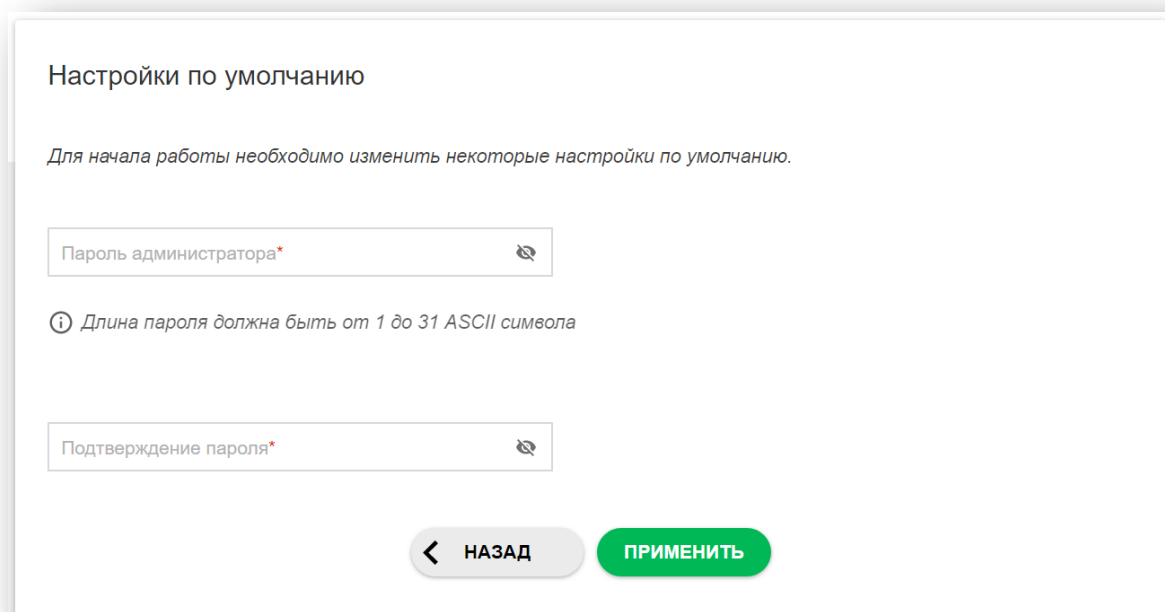 Настройки по умолчанию
Для начала работы необходимо изменить некоторые настройки по умолчанию.
Пароль администратора*
Длина пароля должна быть от 1 до 31 ASCII символа
Подтверждение пароля*
НАЗАД
ПРИМЕНИТЬ